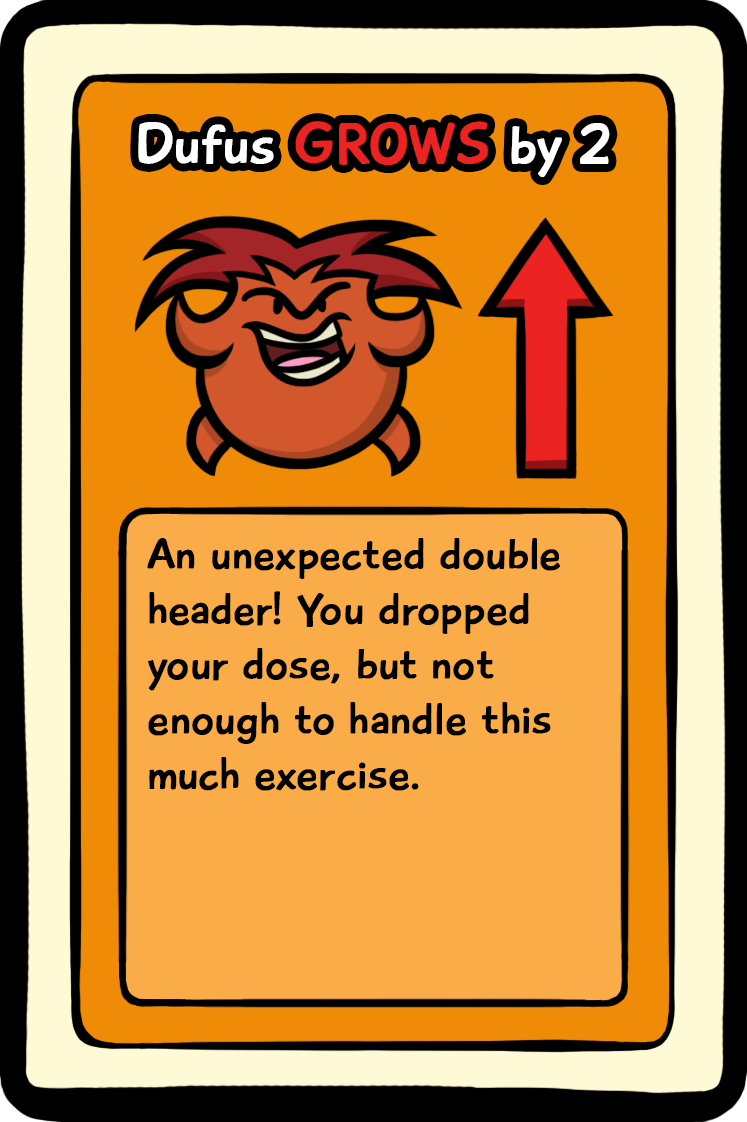 Dufus GROWS by 2
An unexpected double
header! You dropped
your dose, but not
enough to handle this
much exercise.